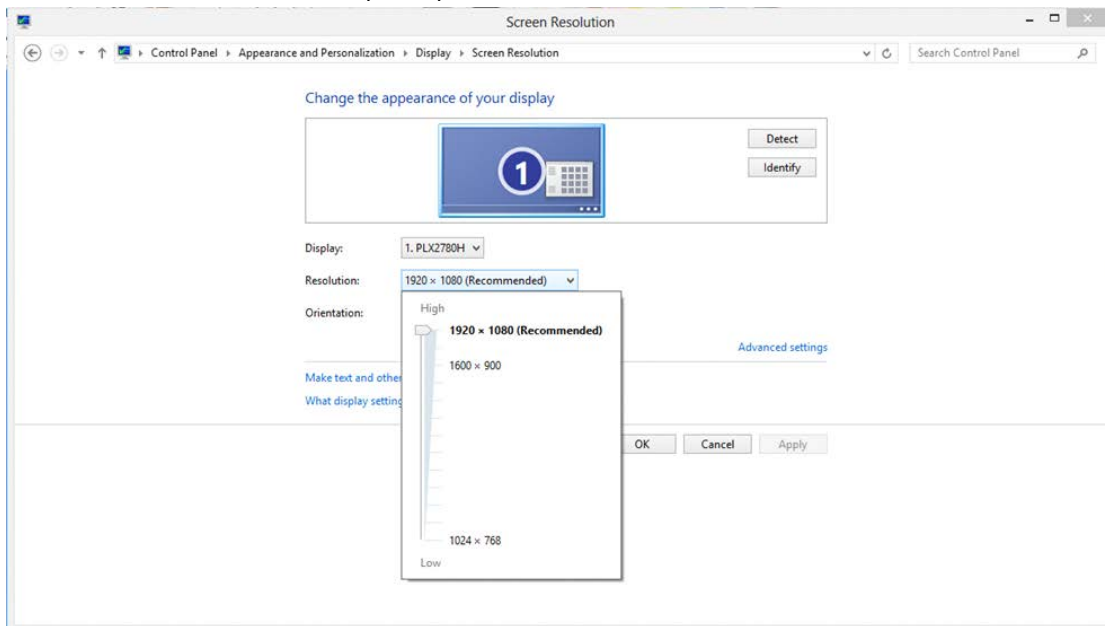 Screen Resolution
Control Panel Appearance and Personalization Display Screen Resolution
Search Control Panel
Change the appearance of your display
1
Detect
Identify
Display: 1. PLX2780H
Resolution: 1920 × 1080 (Recommended)
Orientation:
High
1920 × 1080 (Recommended)
1600 × 900
1024 × 768
Low
Advanced settings
Make text and other
What display setting
OK Cancel Apply